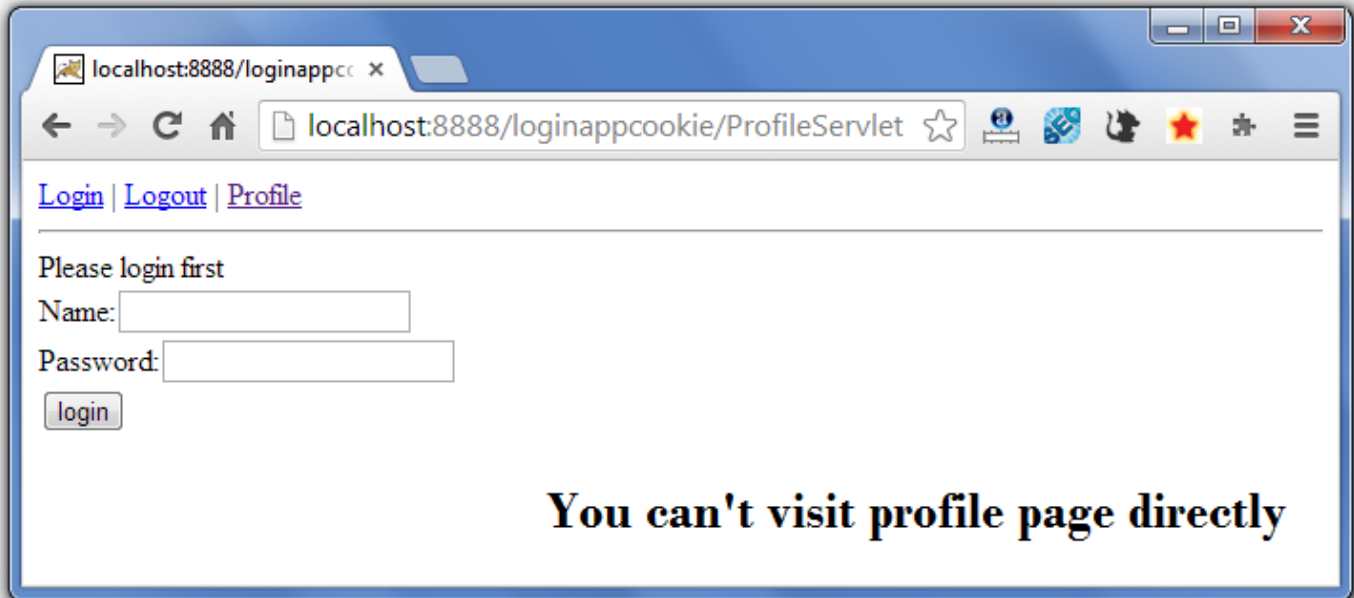 localhost:8888/loginappcc
localhost:8888/loginappcookie/ProfileServlet
Login | Logout | Profile
Please login first
Name:
Password:
login
You can't visit profile page directly